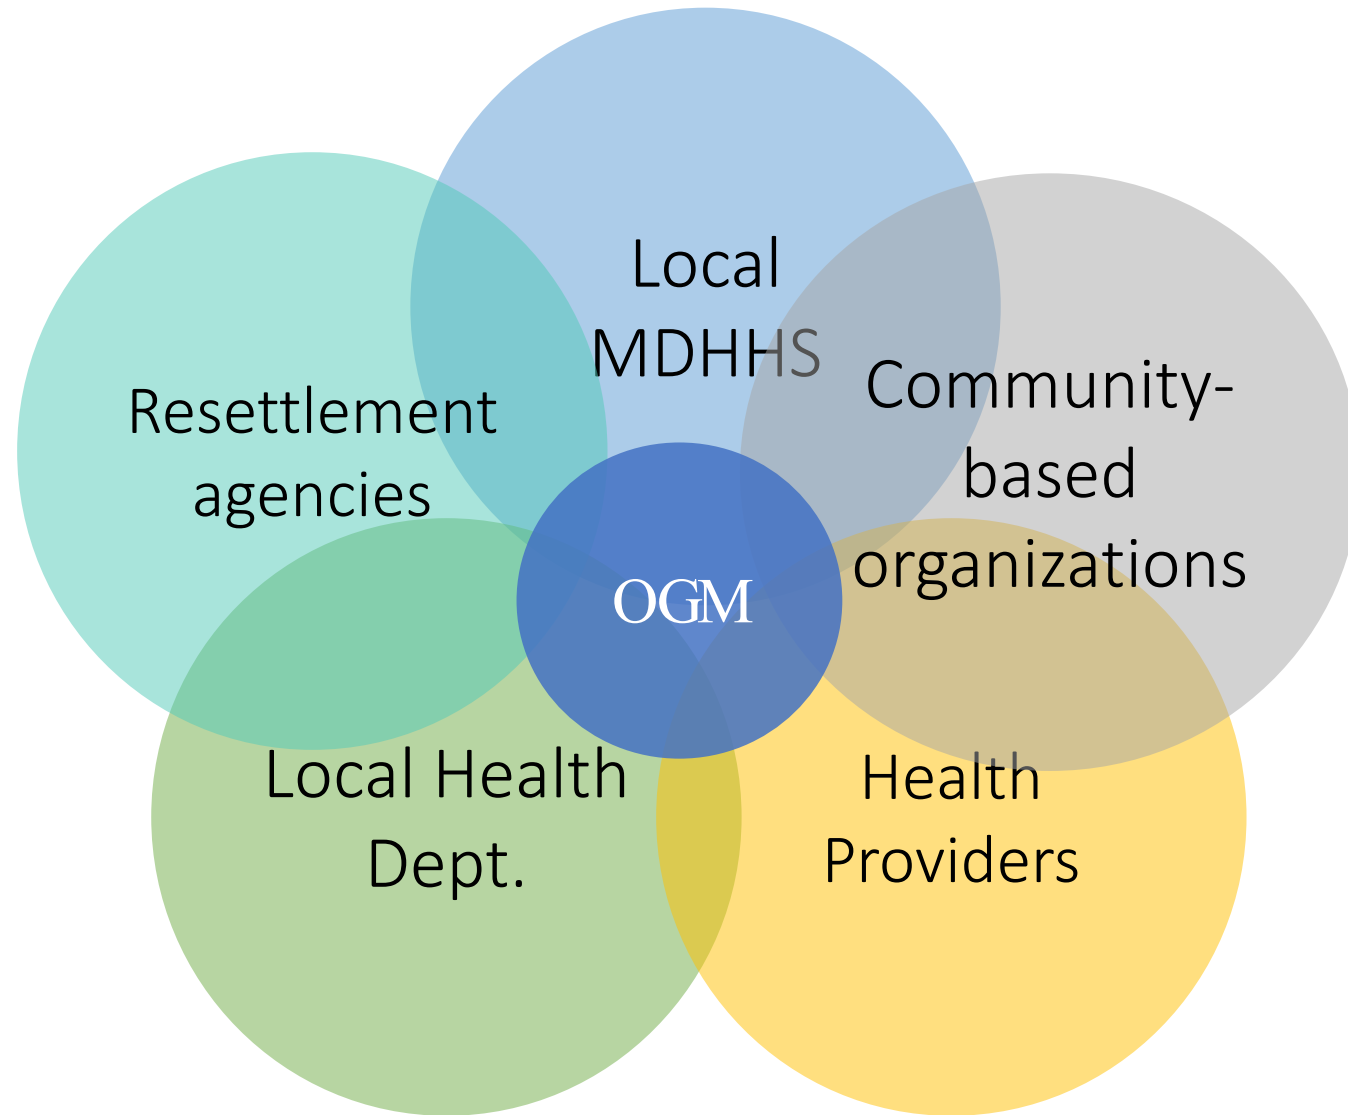 Local
MDHHS
Community-
based
organizations
Resettlement
agencies
OGM
Local Health
Dept.
Health
Providers